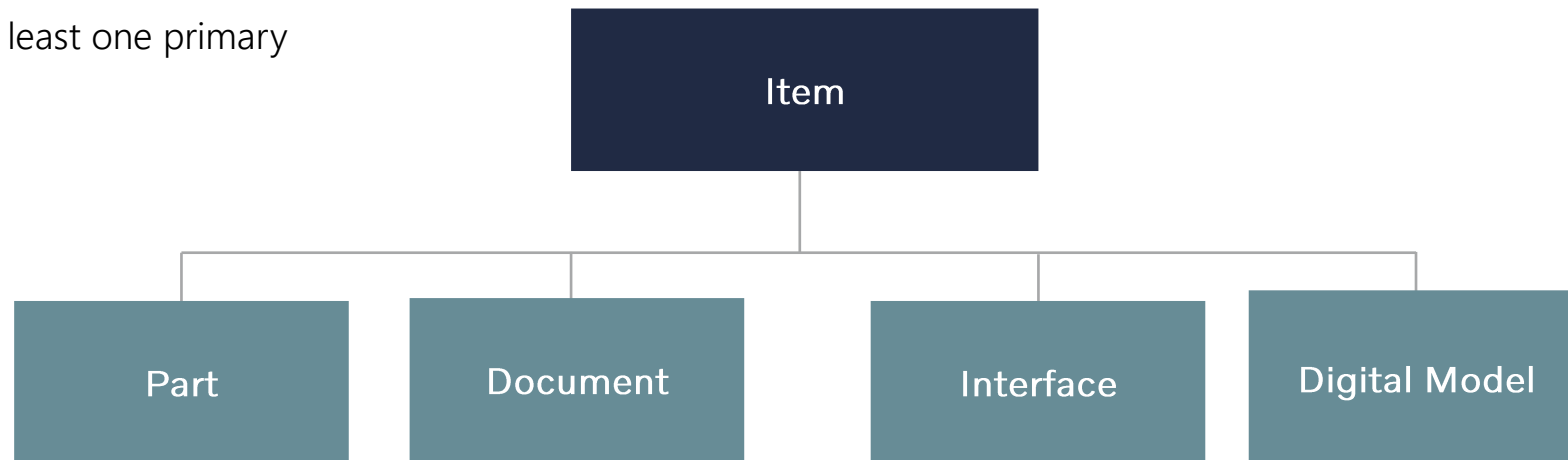 least one primary
Item
Part
Document
Interface
Digital Model